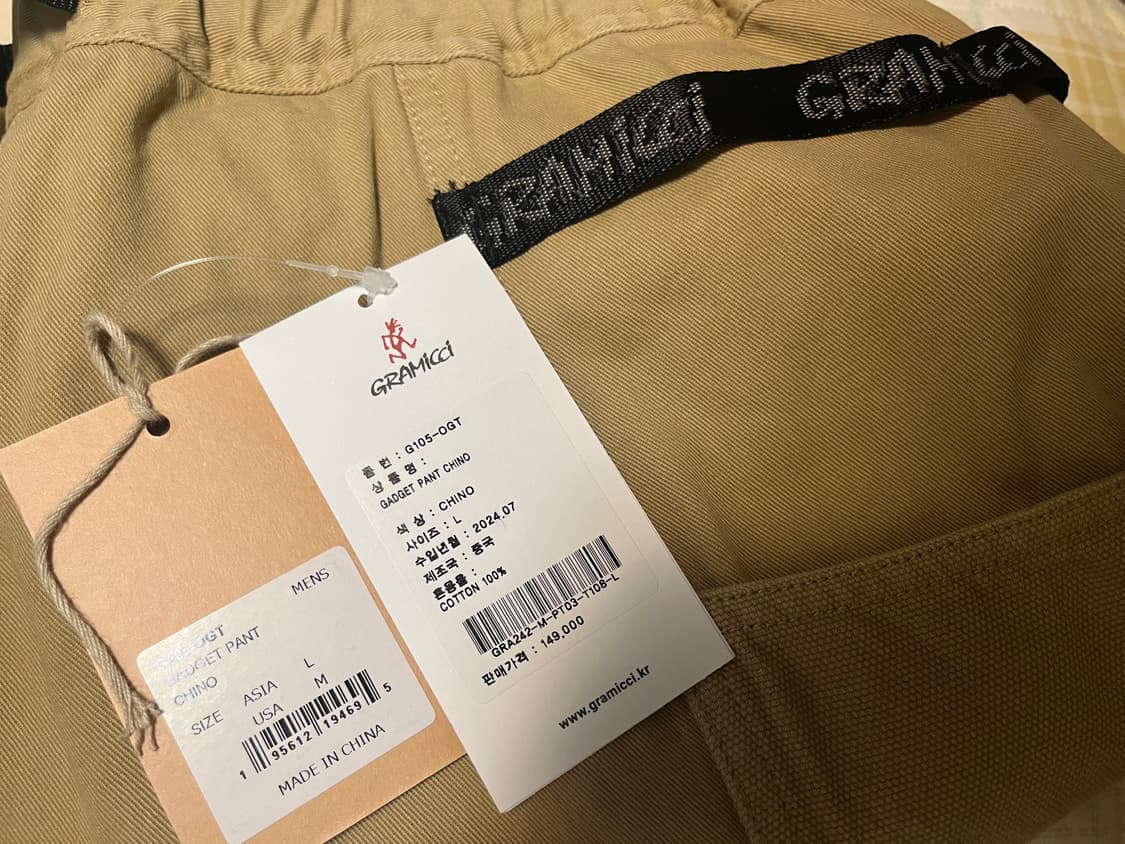 GRAMICCI
GRAMICCI
GRAMICCI
품 번 : G105-OGT
상 품 명 :
GADGET PANT CHINO
색 상 : CHINO
사이즈 : L
수입년월 : 2024.07
제조국 : 중국
혼용율 :
COTTON 100%
GRA242-M-PT03-T108-L
판매가격 : 149,000
www.gramicci.kr
MENS
GADGET PANT
CHINO
SIZE ASIA L
USA M
1 95612 19469 5
MADE IN CHINA